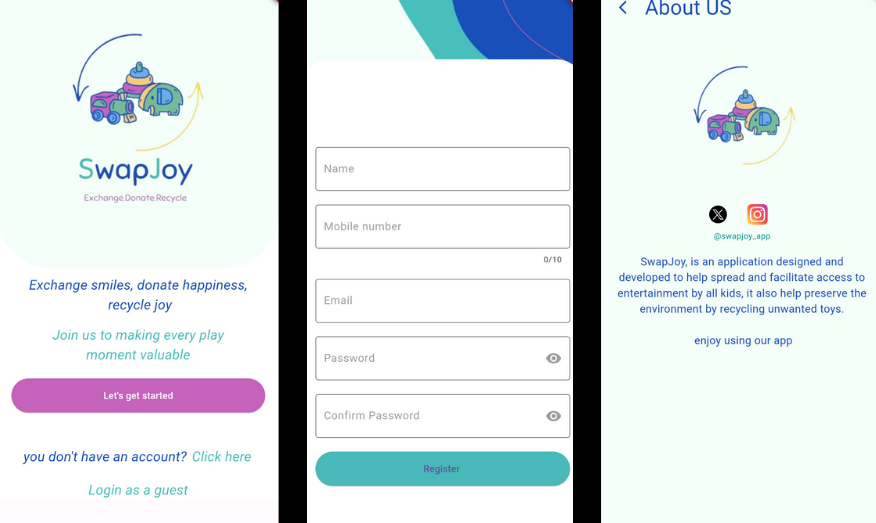 SwapJoy
Exchange.Donate.Recycle
Exchange smiles, donate happiness,
recycle joy
Join us to making every play
moment valuable
Let's get started
you don't have an account? Click here
Login as a guest
Name
Mobile number
0/10
Email
Password
Confirm Password
Register
About US
@swapjoy_app
SwapJoy, is an application designed and
developed to help spread and facilitate access to
entertainment by all kids, it also help preserve the
environment by recycling unwanted toys.
enjoy using our app